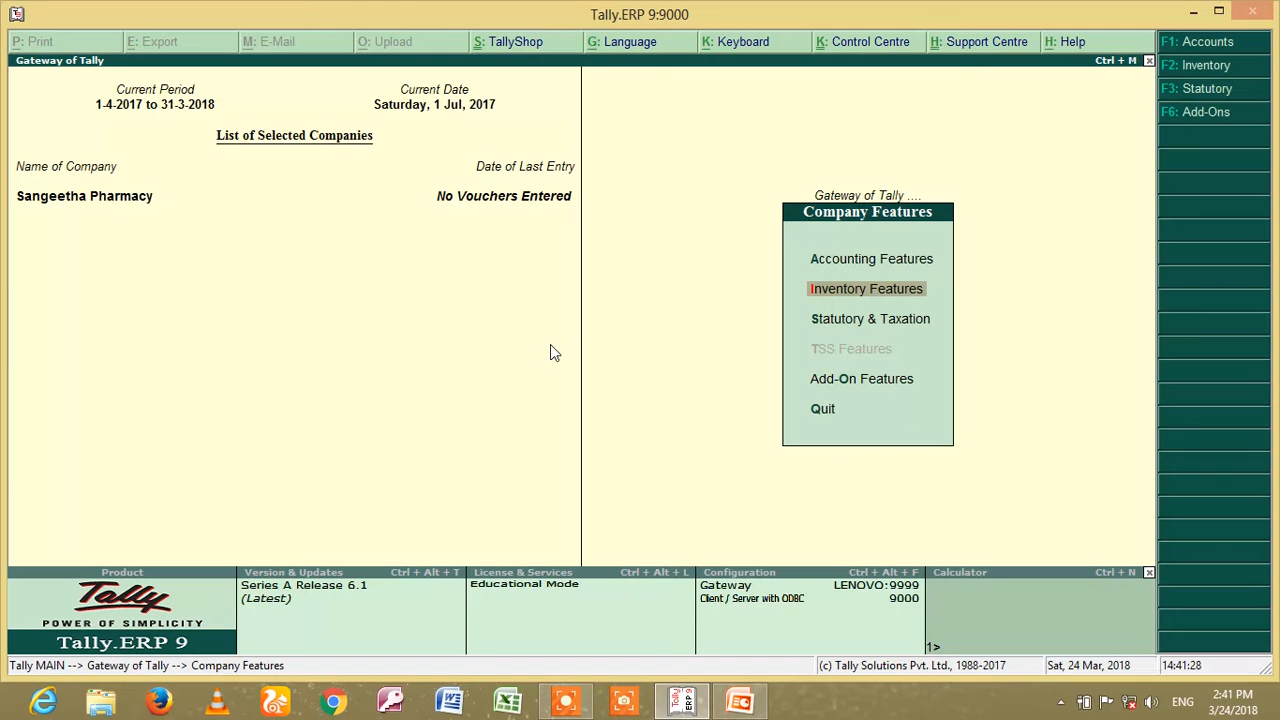 Tally.ERP 9:9000
P: Print
E: Export
M: E-Mail
O: Upload
S: TallyShop
G: Language
K: Keyboard
K: Control Centre
H: Support Centre
H: Help
F1: Accounts
Gateway of Tally
Ctrl + M
F2: Inventory
F3: Statutory
F6: Add-Ons
Current Period
1-4-2017 to 31-3-2018
Current Date
Saturday, 1 Jul, 2017
List of Selected Companies
Name of Company
Date of Last Entry
Sangeetha Pharmacy
No Vouchers Entered
Gateway of Tally ....
Company Features
Accounting Features
Inventory Features
Statutory & Taxation
TSS Features
Add-On Features
Quit
Product
Tally
POWER OF SIMPLICITY
Tally.ERP 9
Version & Updates
Ctrl + Alt + T
Series A Release 6.1
(Latest)
License & Services
Ctrl + Alt + L
Educational Mode
Configuration
Ctrl + Alt + F
Gateway
LENOVO:9999
Client / Server with ODBC
9000
Calculator
Ctrl + N
1>
Tally MAIN --> Gateway of Tally --> Company Features
(c) Tally Solutions Pvt. Ltd., 1988-2017
Sat, 24 Mar, 2018
14:41:28
ENG
2:41 PM
3/24/2018